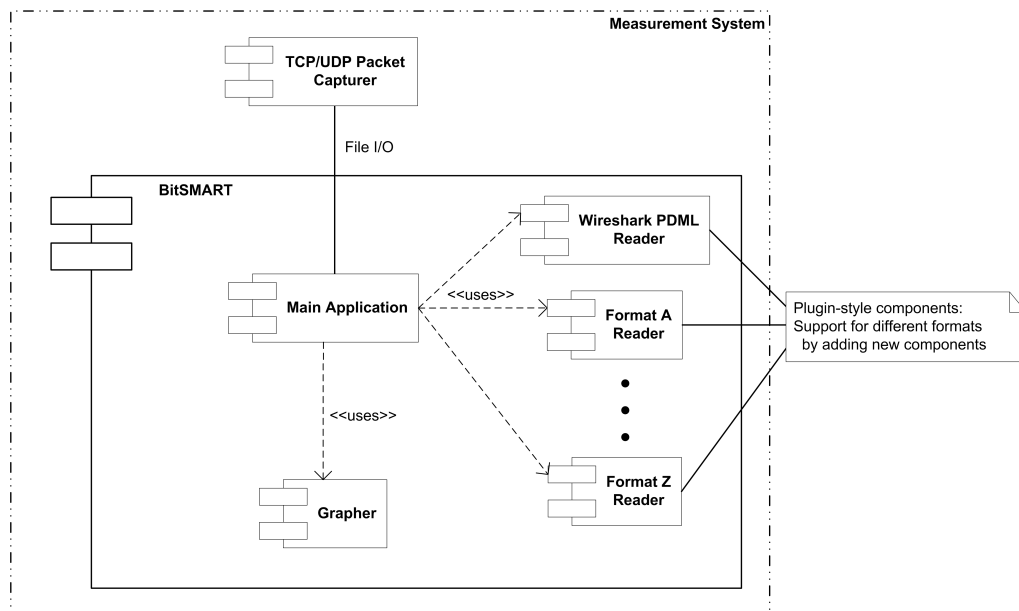 Measurement System
TCP/UDP Packet
Capturer
File I/O
BitSMART
Wireshark PDML
Reader
Main Application
<<uses>>
Format A
Reader
Plugin-style components:
Support for different formats
by adding new components
<<uses>>
Format Z
Reader
Grapher